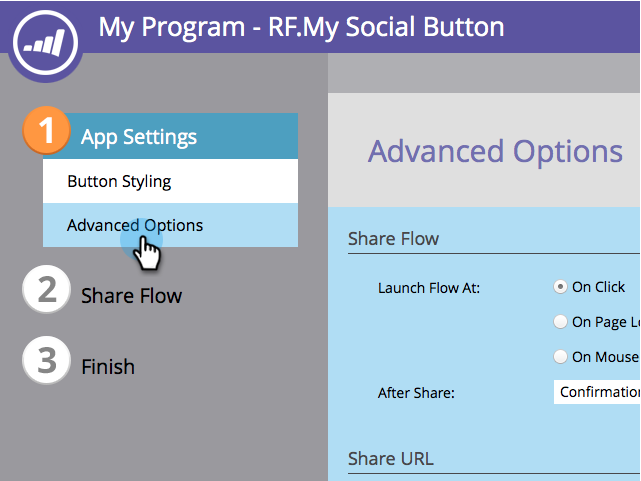 My Program - RF.My Social Button
1
App Settings
Button Styling
Advanced Options
2
Share Flow
3
Finish
Advanced Options
Share Flow
Launch Flow At:
On Click
On Page
On Mouse
After Share:
Share URL